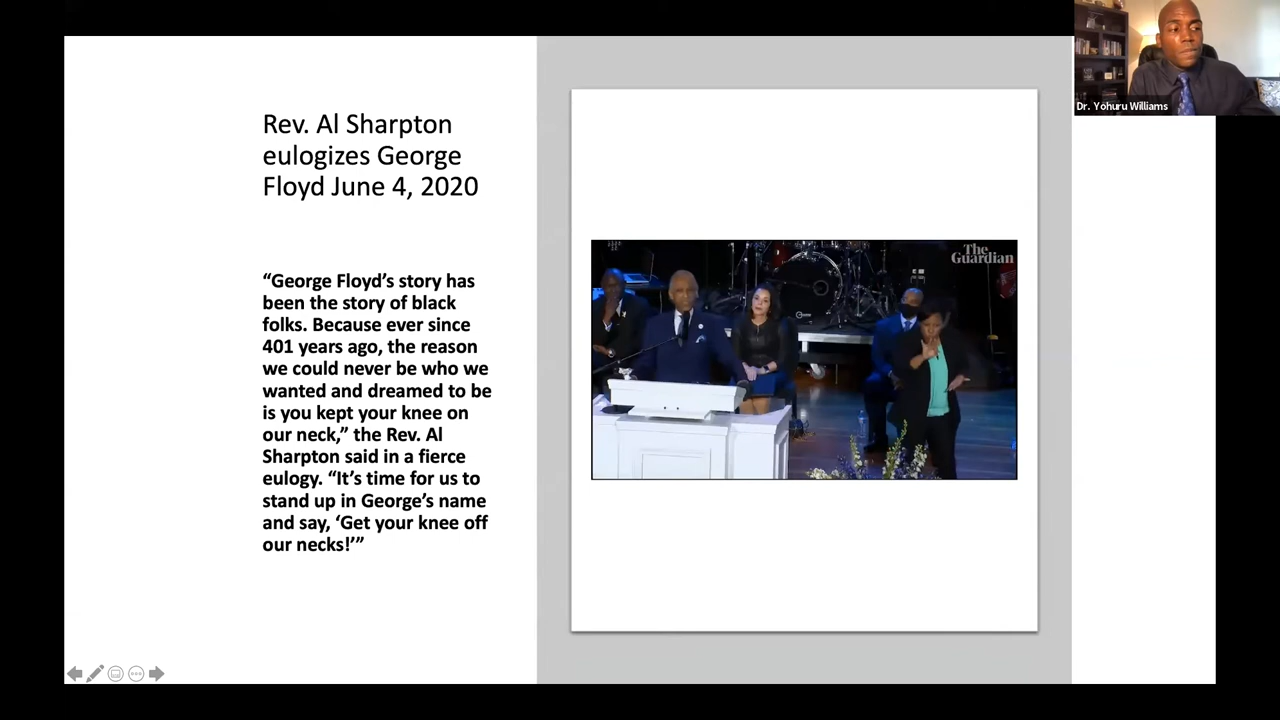 Rev. Al Sharpton
eulogizes George
Floyd June 4, 2020
“George Floyd’s story has
been the story of black
folks. Because ever since
401 years ago, the reason
we could never be who we
wanted and dreamed to be
is you kept your knee on
our neck,” the Rev. Al
Sharpton said in a fierce
eulogy. “It’s time for us to
stand up in George’s name
and say, ‘Get your knee off
our necks!’”
The
Guardian
Dr. Yohuru Williams